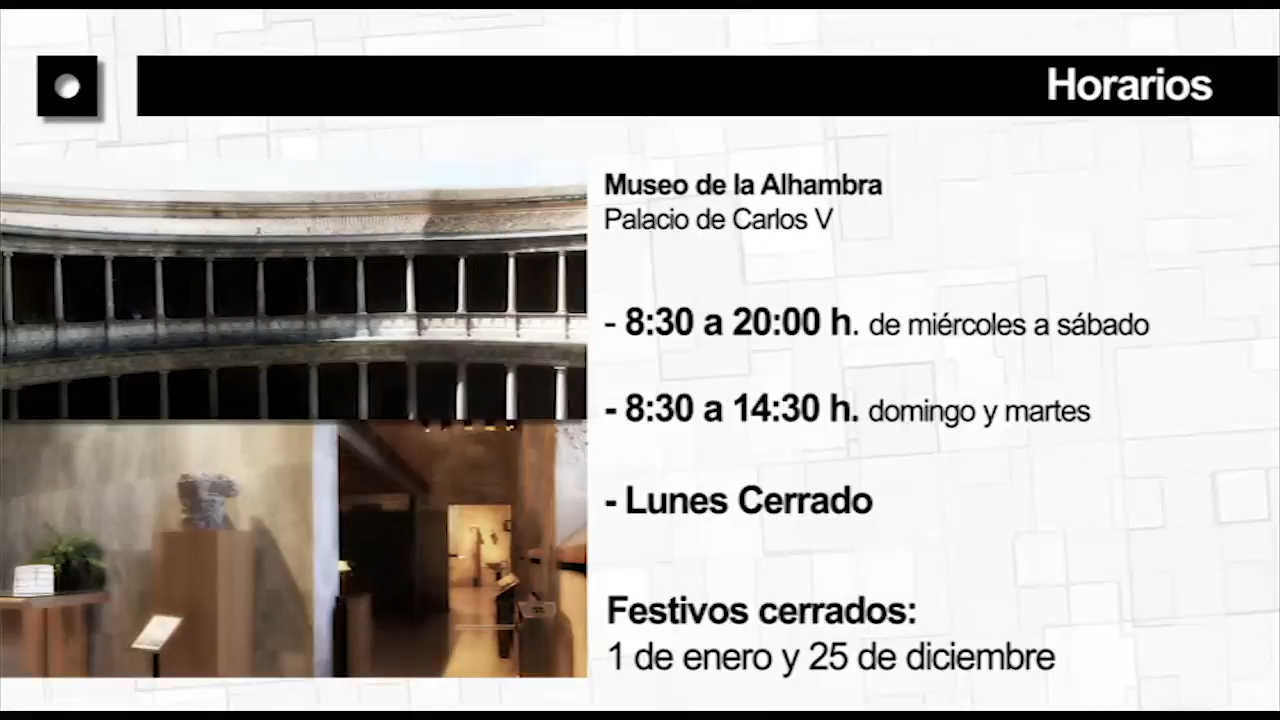 Horarios
Museo de la Alhambra
Palacio de Carlos V
- 8:30 a 20:00 h. de miércoles a sábado
- 8:30 a 14:30 h. domingo y martes
- Lunes Cerrado
Festivos cerrados:
1 de enero y 25 de diciembre